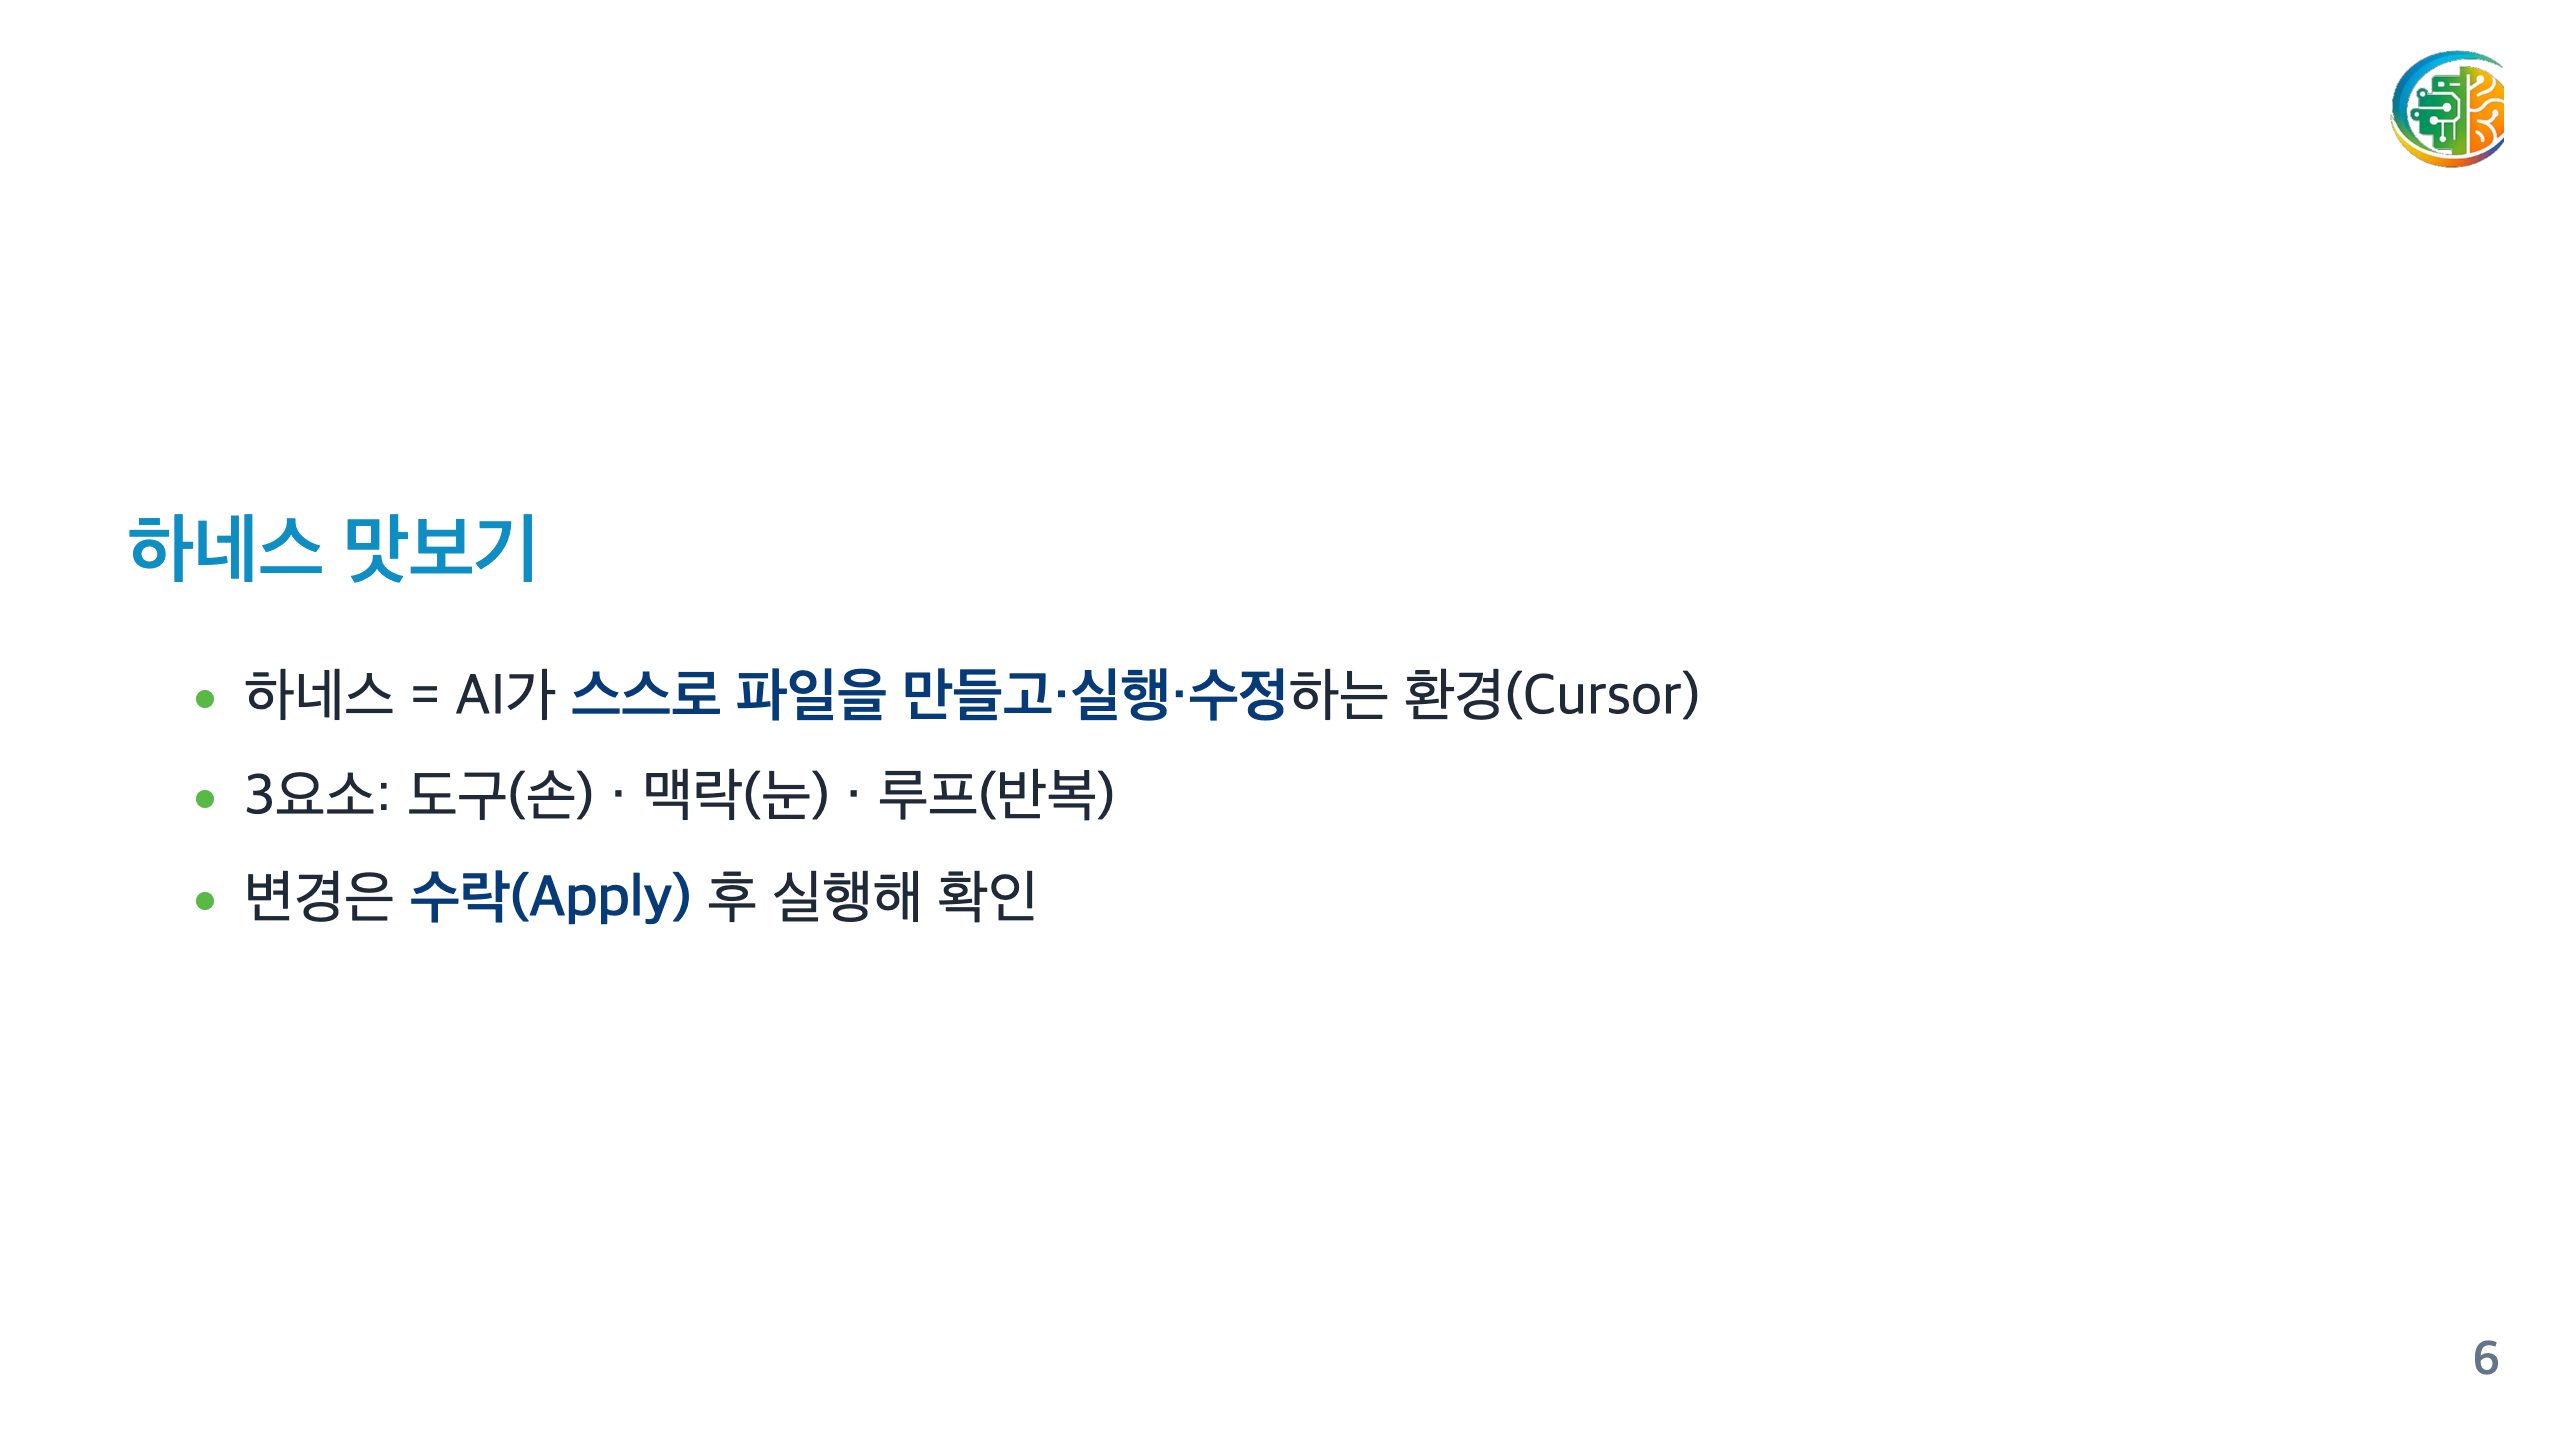 하네스 맛보기
하네스 = AI가 스스로 파일을 만들고·실행·수정하는 환경(Cursor)
3요소: 도구(손) · 맥락(눈) · 루프(반복)
변경은 수락(Apply) 후 실행해 확인
6